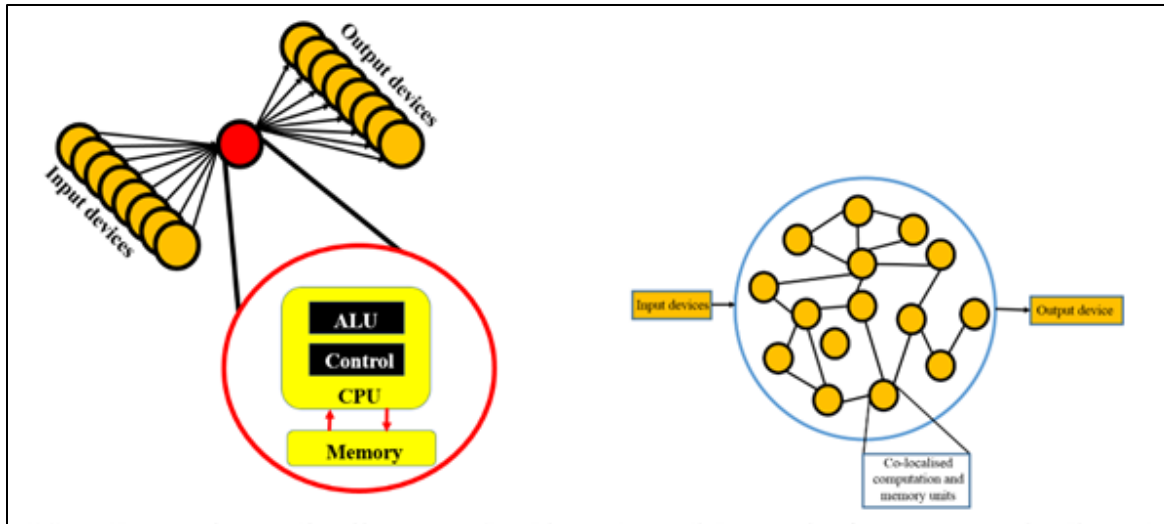 Output devices
Input devices
ALU
Control
CPU
Memory
Input devices
Output device
Co-localised
computation and
memory units